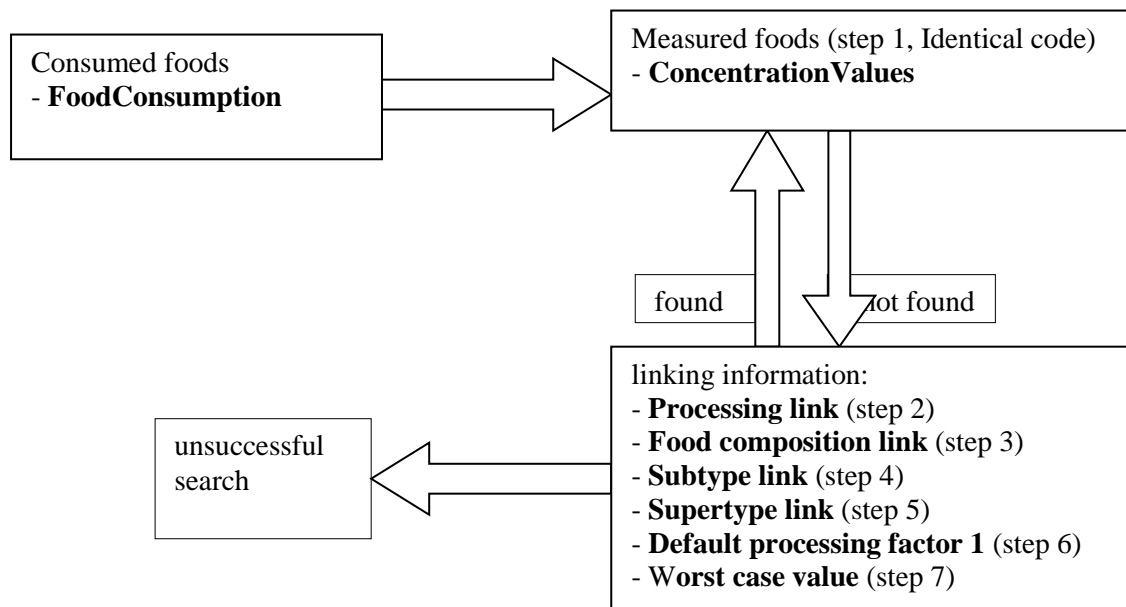 Consumed foods
- FoodConsumption
Measured foods (step 1, Identical code)
- ConcentrationValues
found
not found
linking information:
- Processing link (step 2)
- Food composition link (step 3)
- Subtype link (step 4)
- Supertype link (step 5)
- Default processing factor 1 (step 6)
- Worst case value (step 7)
unsuccessful
search